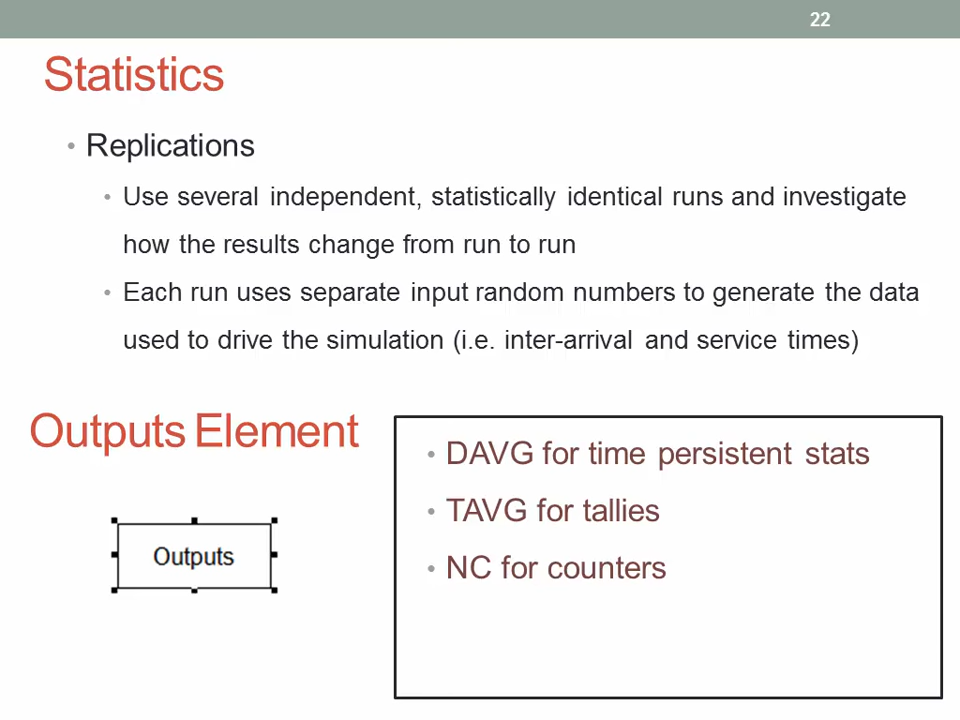 22
Statistics
• Replications
• Use several independent, statistically identical runs and investigate
how the results change from run to run
• Each run uses separate input random numbers to generate the data
used to drive the simulation (i.e. inter-arrival and service times)
Outputs Element
Outputs
• DAVG for time persistent stats
• TAVG for tallies
• NC for counters